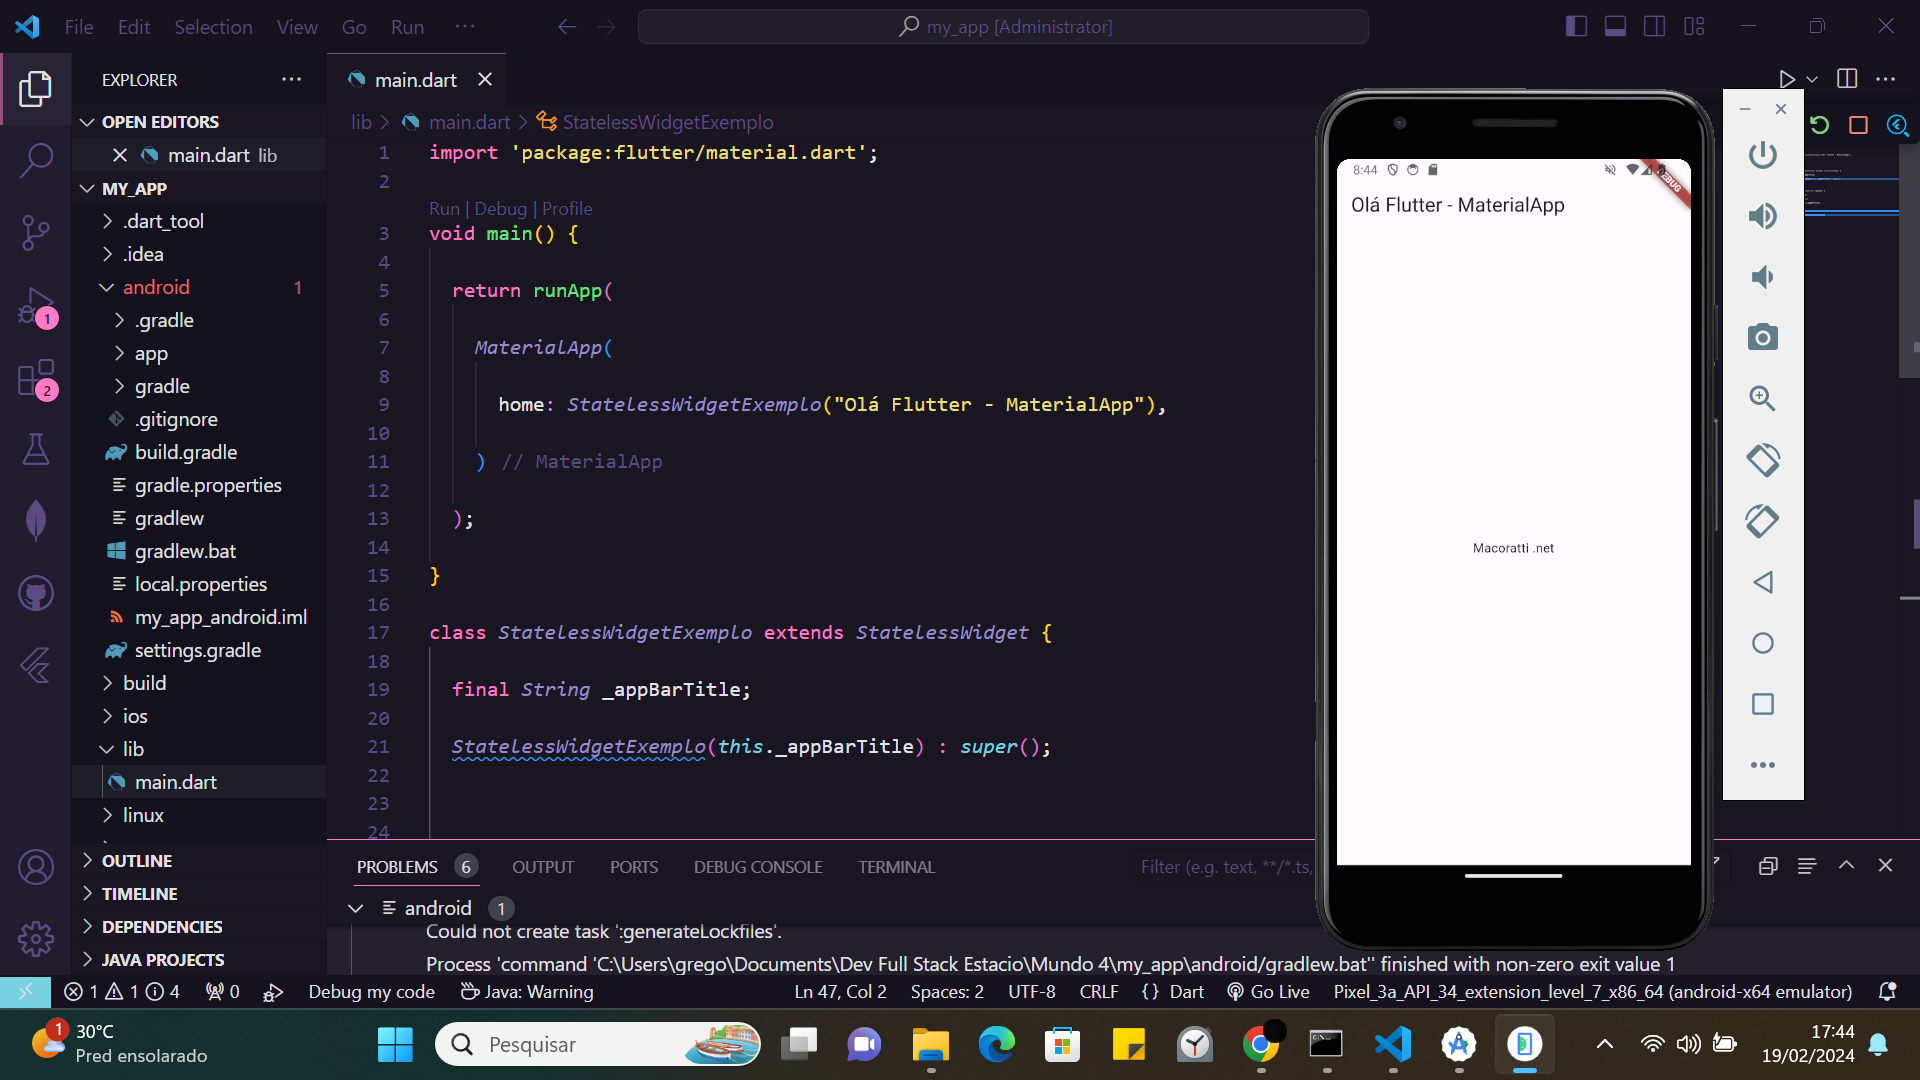 File Edit Selection View Go Run ···
my_app [Administrator]
EXPLORER
OPEN EDITORS
main.dart lib
MY_APP
.dart_tool
.idea
android 1
.gradle
app
gradle
.gitignore
build.gradle
gradle.properties
gradlew
gradlew.bat
local.properties
my_app_android.iml
settings.gradle
build
ios
lib
main.dart
linux
OUTLINE
TIMELINE
DEPENDENCIES
JAVA PROJECTS
1
2
main.dart
lib > main.dart > StatelessWidgetExemplo
1 import 'package:flutter/material.dart';
2
Run | Debug | Profile
3 void main() {
4
5 return runApp(
6
7 MaterialApp(
8
9 home: StatelessWidgetExemplo("Olá Flutter - MaterialApp"),
10
11 ) // MaterialApp
12
13 );
14
15 }
16
17 class StatelessWidgetExemplo extends StatelessWidget {
18
19 final String _appBarTitle;
20
21 StatelessWidgetExemplo(this._appBarTitle) : super();
22
23
24
8:44
DEBUG
Olá Flutter - MaterialApp
Macoratti .net
PROBLEMS 6 OUTPUT PORTS DEBUG CONSOLE TERMINAL
Filter (e.g. text, **/*.ts,
android 1
Could not create task ':generateLockfiles'.
Process 'command 'C:\Users\grego\Documents\Dev Full Stack Estacio\Mundo 4\my_app\android/gradlew.bat'' finished with non-zero exit value 1
1 1 4 0 Debug my code Java: Warning
Ln 47, Col 2 Spaces: 2 UTF-8 CRLF {} Dart Go Live Pixel_3a_API_34_extension_level_7_x86_64 (android-x64 emulator)
1
30°C
Pred ensolarado
Pesquisar
17:44
19/02/2024